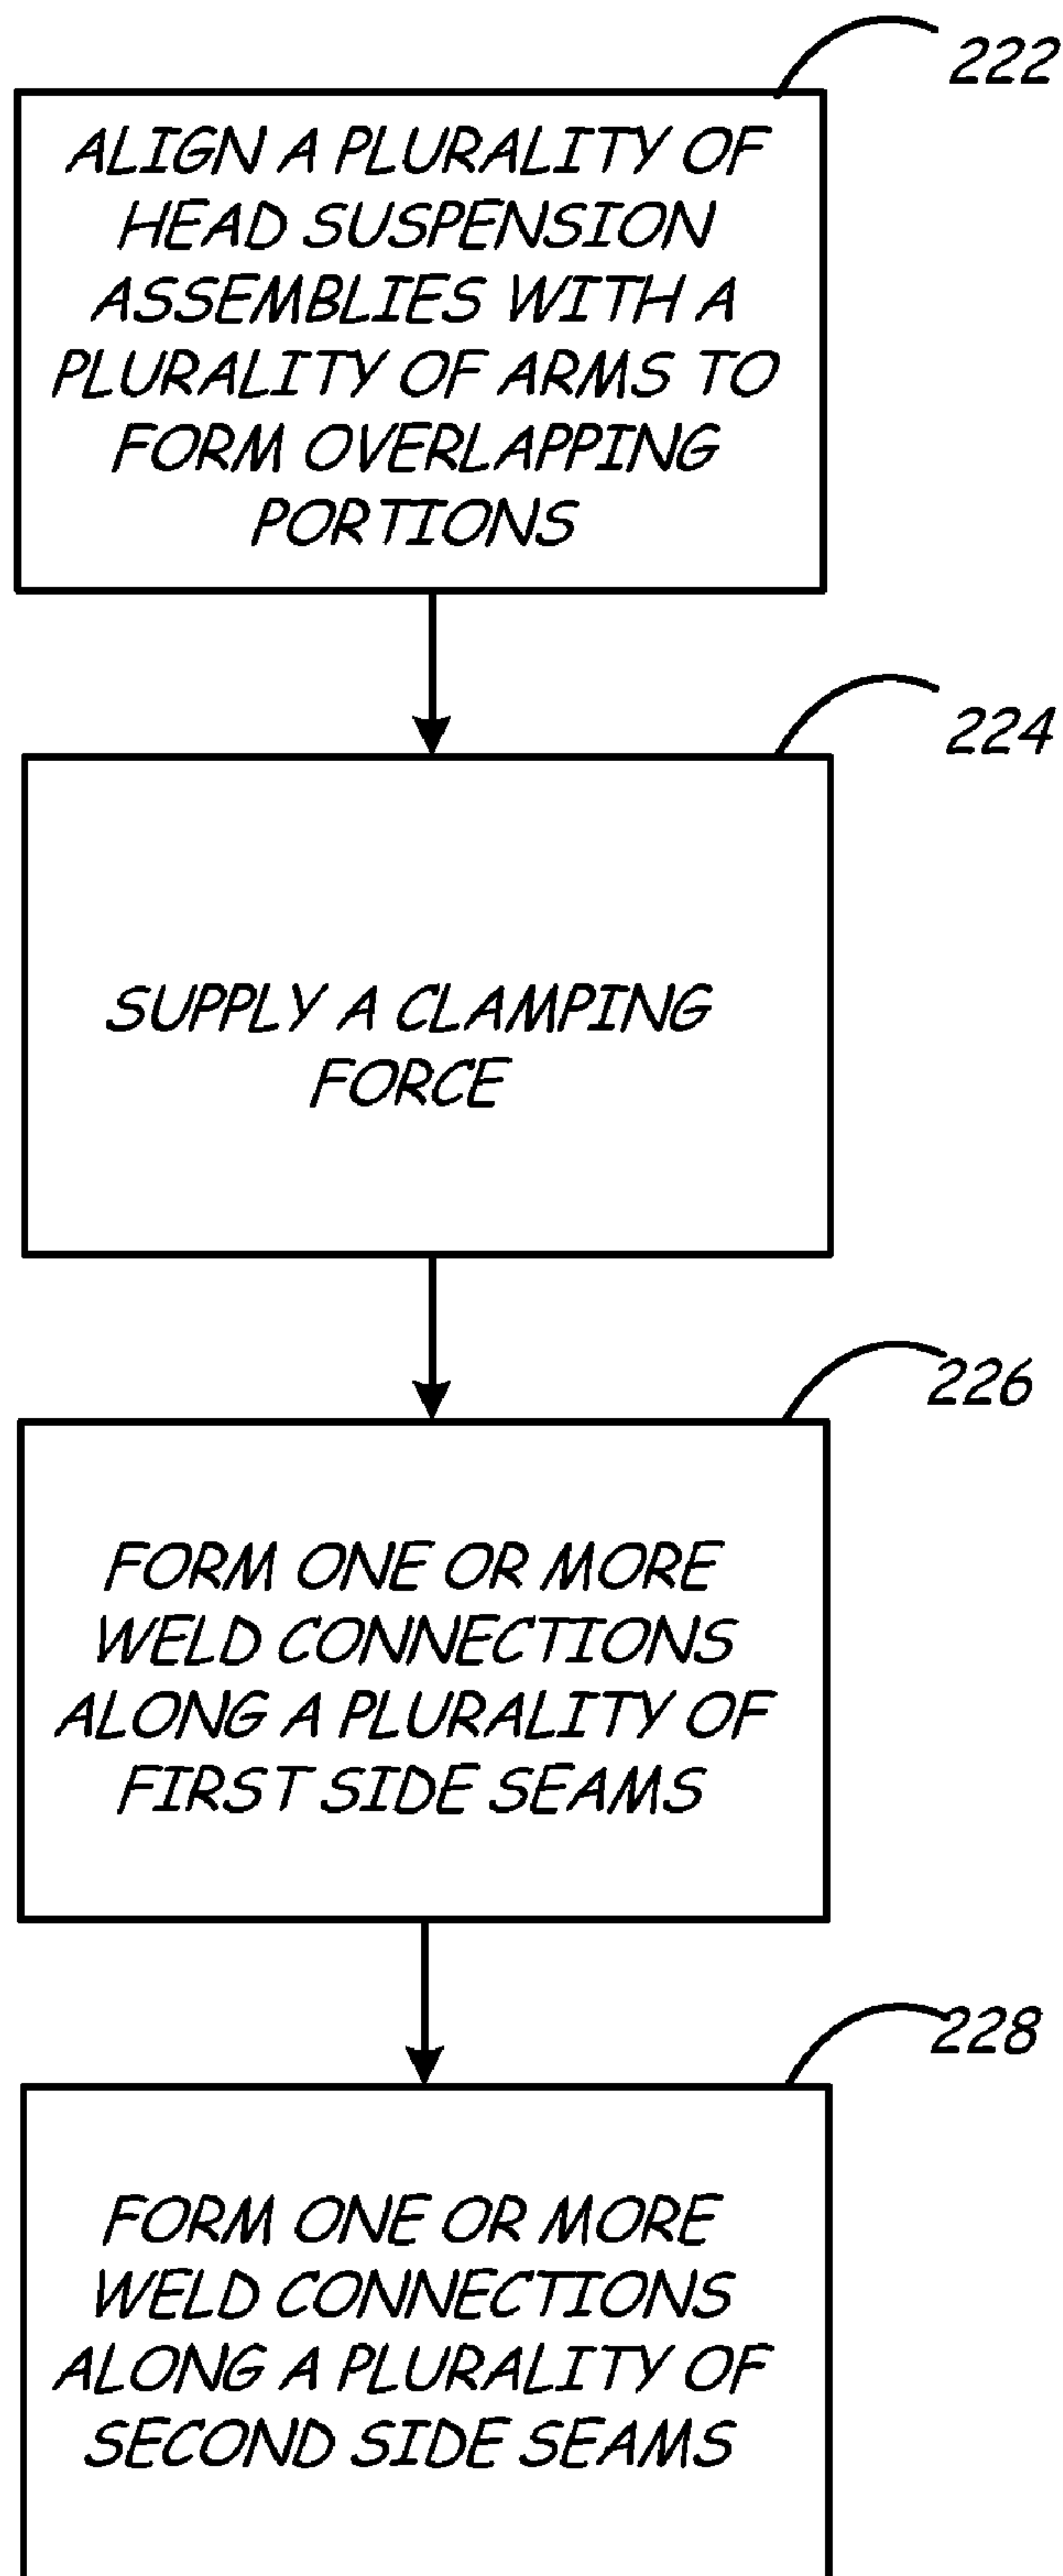 222
ALIGN A PLURALITY OF
HEAD SUSPENSION
ASSEMBLIES WITH A
PLURALITY OF ARMS TO
FORM OVERLAPPING
PORTIONS
224
SUPPLY A CLAMPING
FORCE
226
FORM ONE OR MORE
WELD CONNECTIONS
ALONG A PLURALITY OF
FIRST SIDE SEAMS
228
FORM ONE OR MORE
WELD CONNECTIONS
ALONG A PLURALITY OF
SECOND SIDE SEAMS